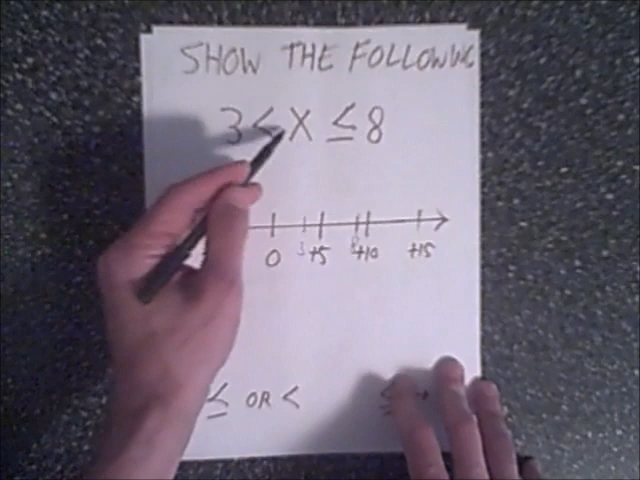 SHOW THE FOLLOWING
3 < X ≤ 8
0 3 +5 8 +10 +15
≤ OR < ≤